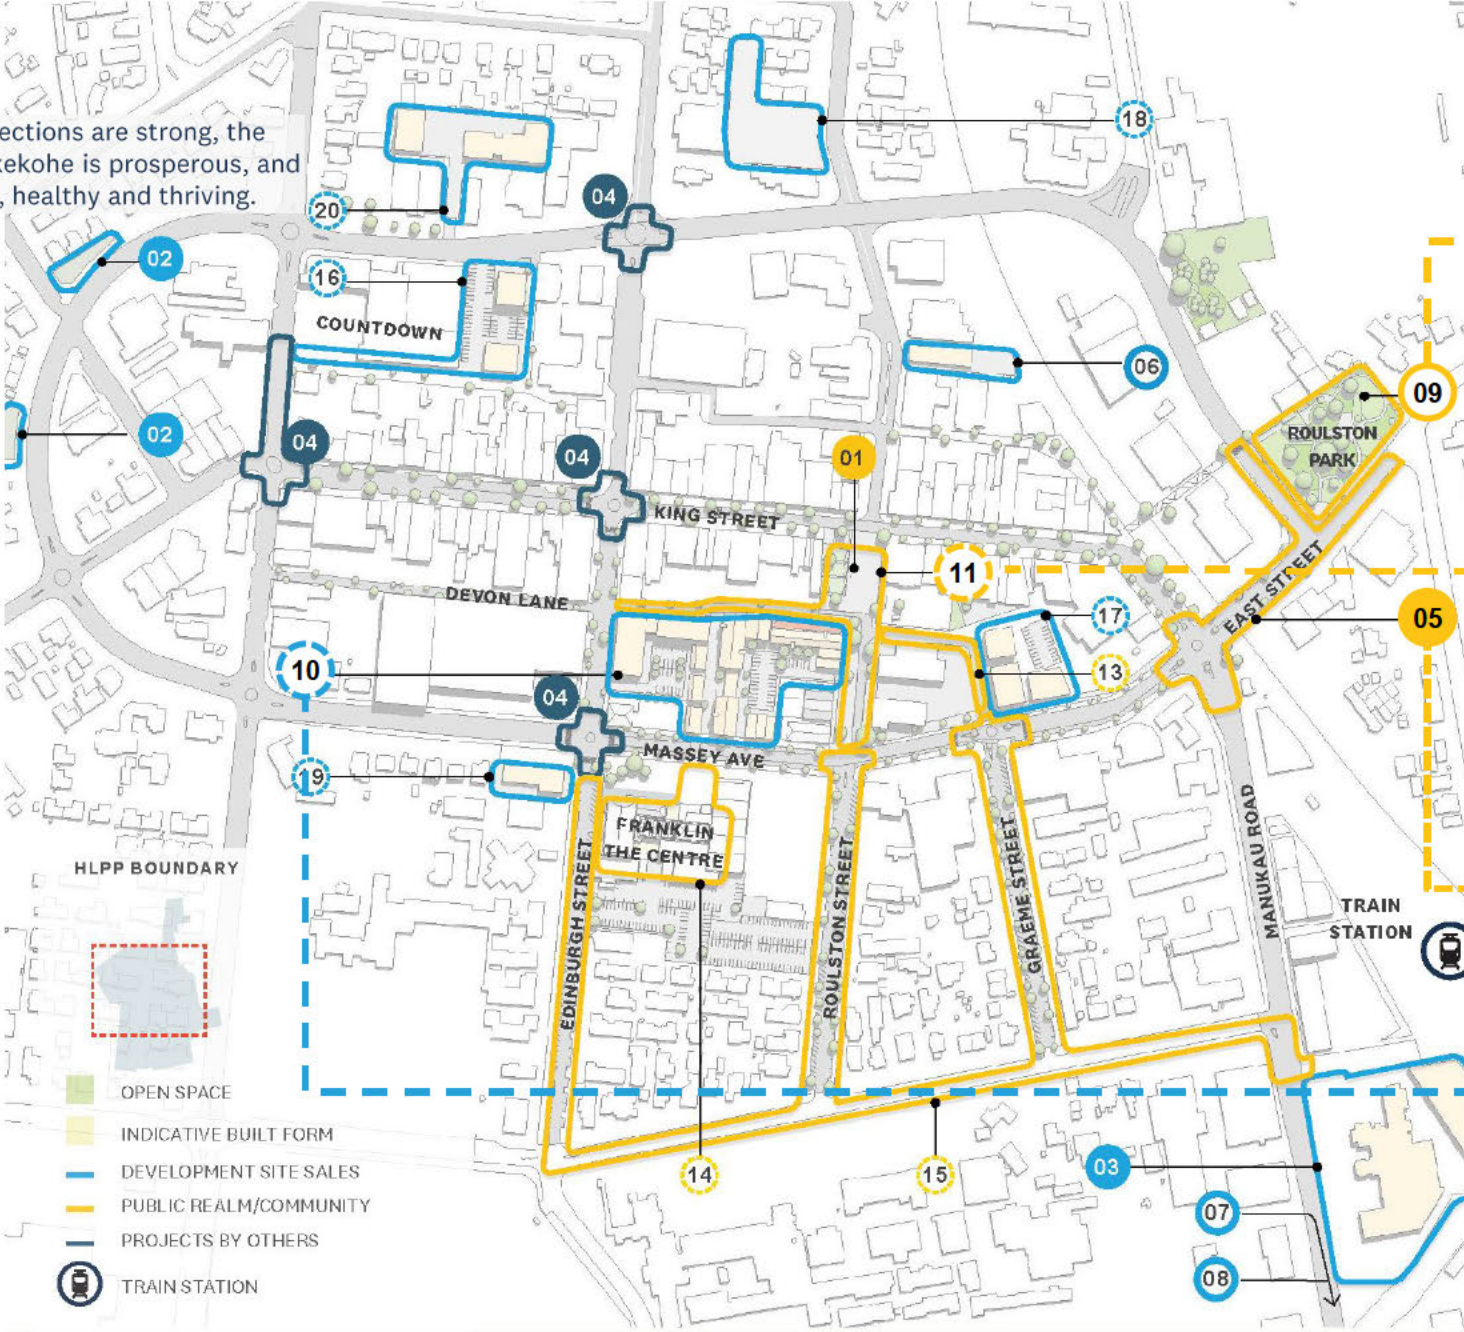 ections are strong, the
kekohe is prosperous, and
, healthy and thriving.
18
04
20
02
16
COUNTDOWN
06
09
ROULSTON
PARK
02
04
04
01
KING STREET
11
EAST STREET
DEVON LANE
17
05
10
13
04
MASSEY AVE
19
FRANKLIN
THE CENTRE
EDINBURGH STREET
ROULSTON STREET
GRAEME STREET
MANUKAU ROAD
TRAIN
STATION
HLPP BOUNDARY
OPEN SPACE
INDICATIVE BUILT FORM
DEVELOPMENT SITE SALES
PUBLIC REALM/COMMUNITY
PROJECTS BY OTHERS
TRAIN STATION
14
15
03
07
08